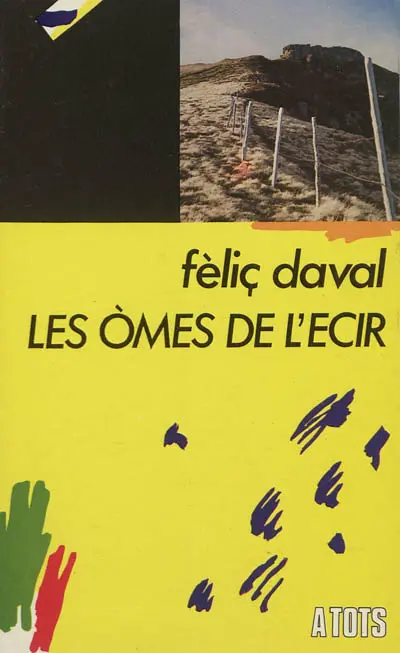 fèliç daval
LES ÒMES DE L'ECIR
A TOTS